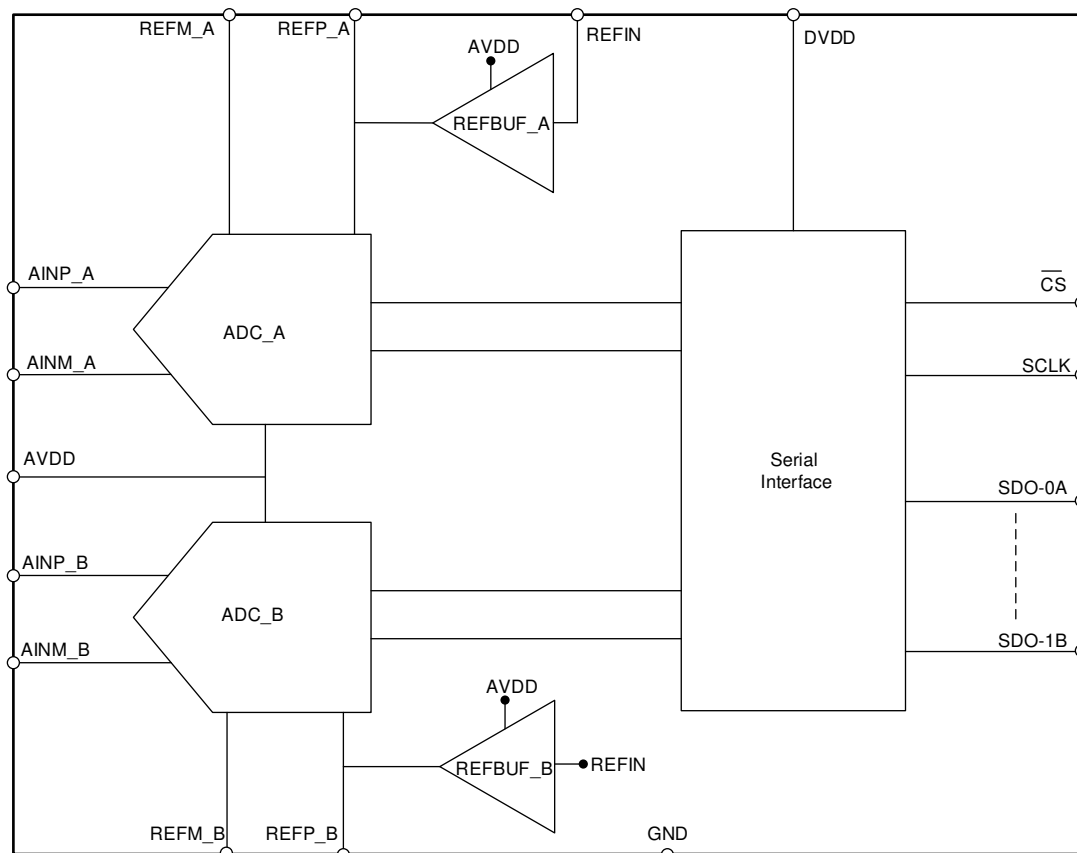 REFM_A
REFP_A
REFIN
DVDD
AVDD
REFBUF_A
AINP_A
CS
ADC_A
AINM_A
SCLK
AVDD
Serial
Interface
SDO-0A
AINP_B
ADC_B
AINM_B
SDO-1B
AVDD
REFBUF_B
REFIN
REFM_B
REFP_B
GND